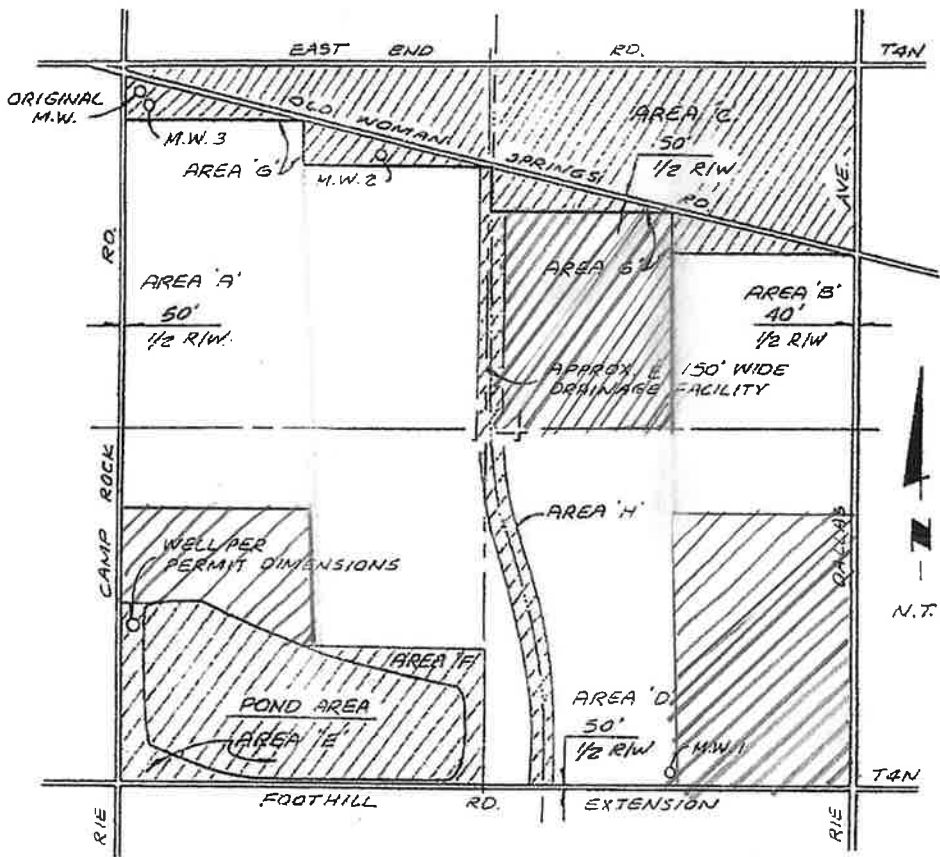 EAST END RD. T4N
ORIGINAL
M.W.
M.W. 3
OLD WOMAN SPRINGS RD.
AREA 'C'
50'
1/2 R/W
AREA 'G'
M.W. 2
AVE.
RD.
AREA 'A'
50'
1/2 R/W.
AREA 'G'
AREA 'B'
40'
1/2 R/W
APPROX. 150' WIDE
DRAINAGE FACILITY
CAMP ROCK
AREA 'H'
DALLAS
WELL PER
PERMIT DIMENSIONS
N.T.
AREA 'F'
POND AREA
AREA 'E'
AREA 'D'
50'
1/2 R/W
M.W. 1
T4N
FOOTHILL RD. EXTENSION
R1E
R1E